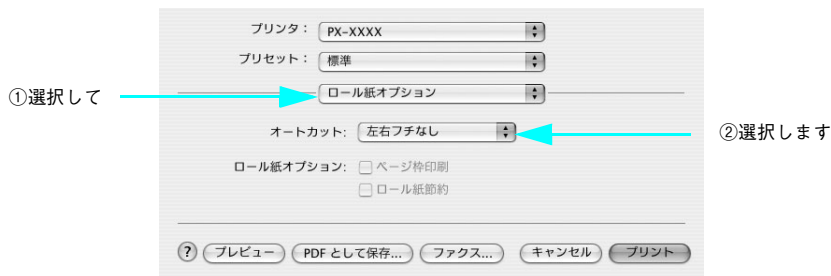 プリンタ： PX-XXXX
プリセット： 標準
①選択して
ロール紙オプション
オートカット: 左右フチなし
②選択します
ロール紙オプション: ページ枠印刷
ロール紙節約
? プレビュー PDF として保存... ファクス... キャンセル プリント